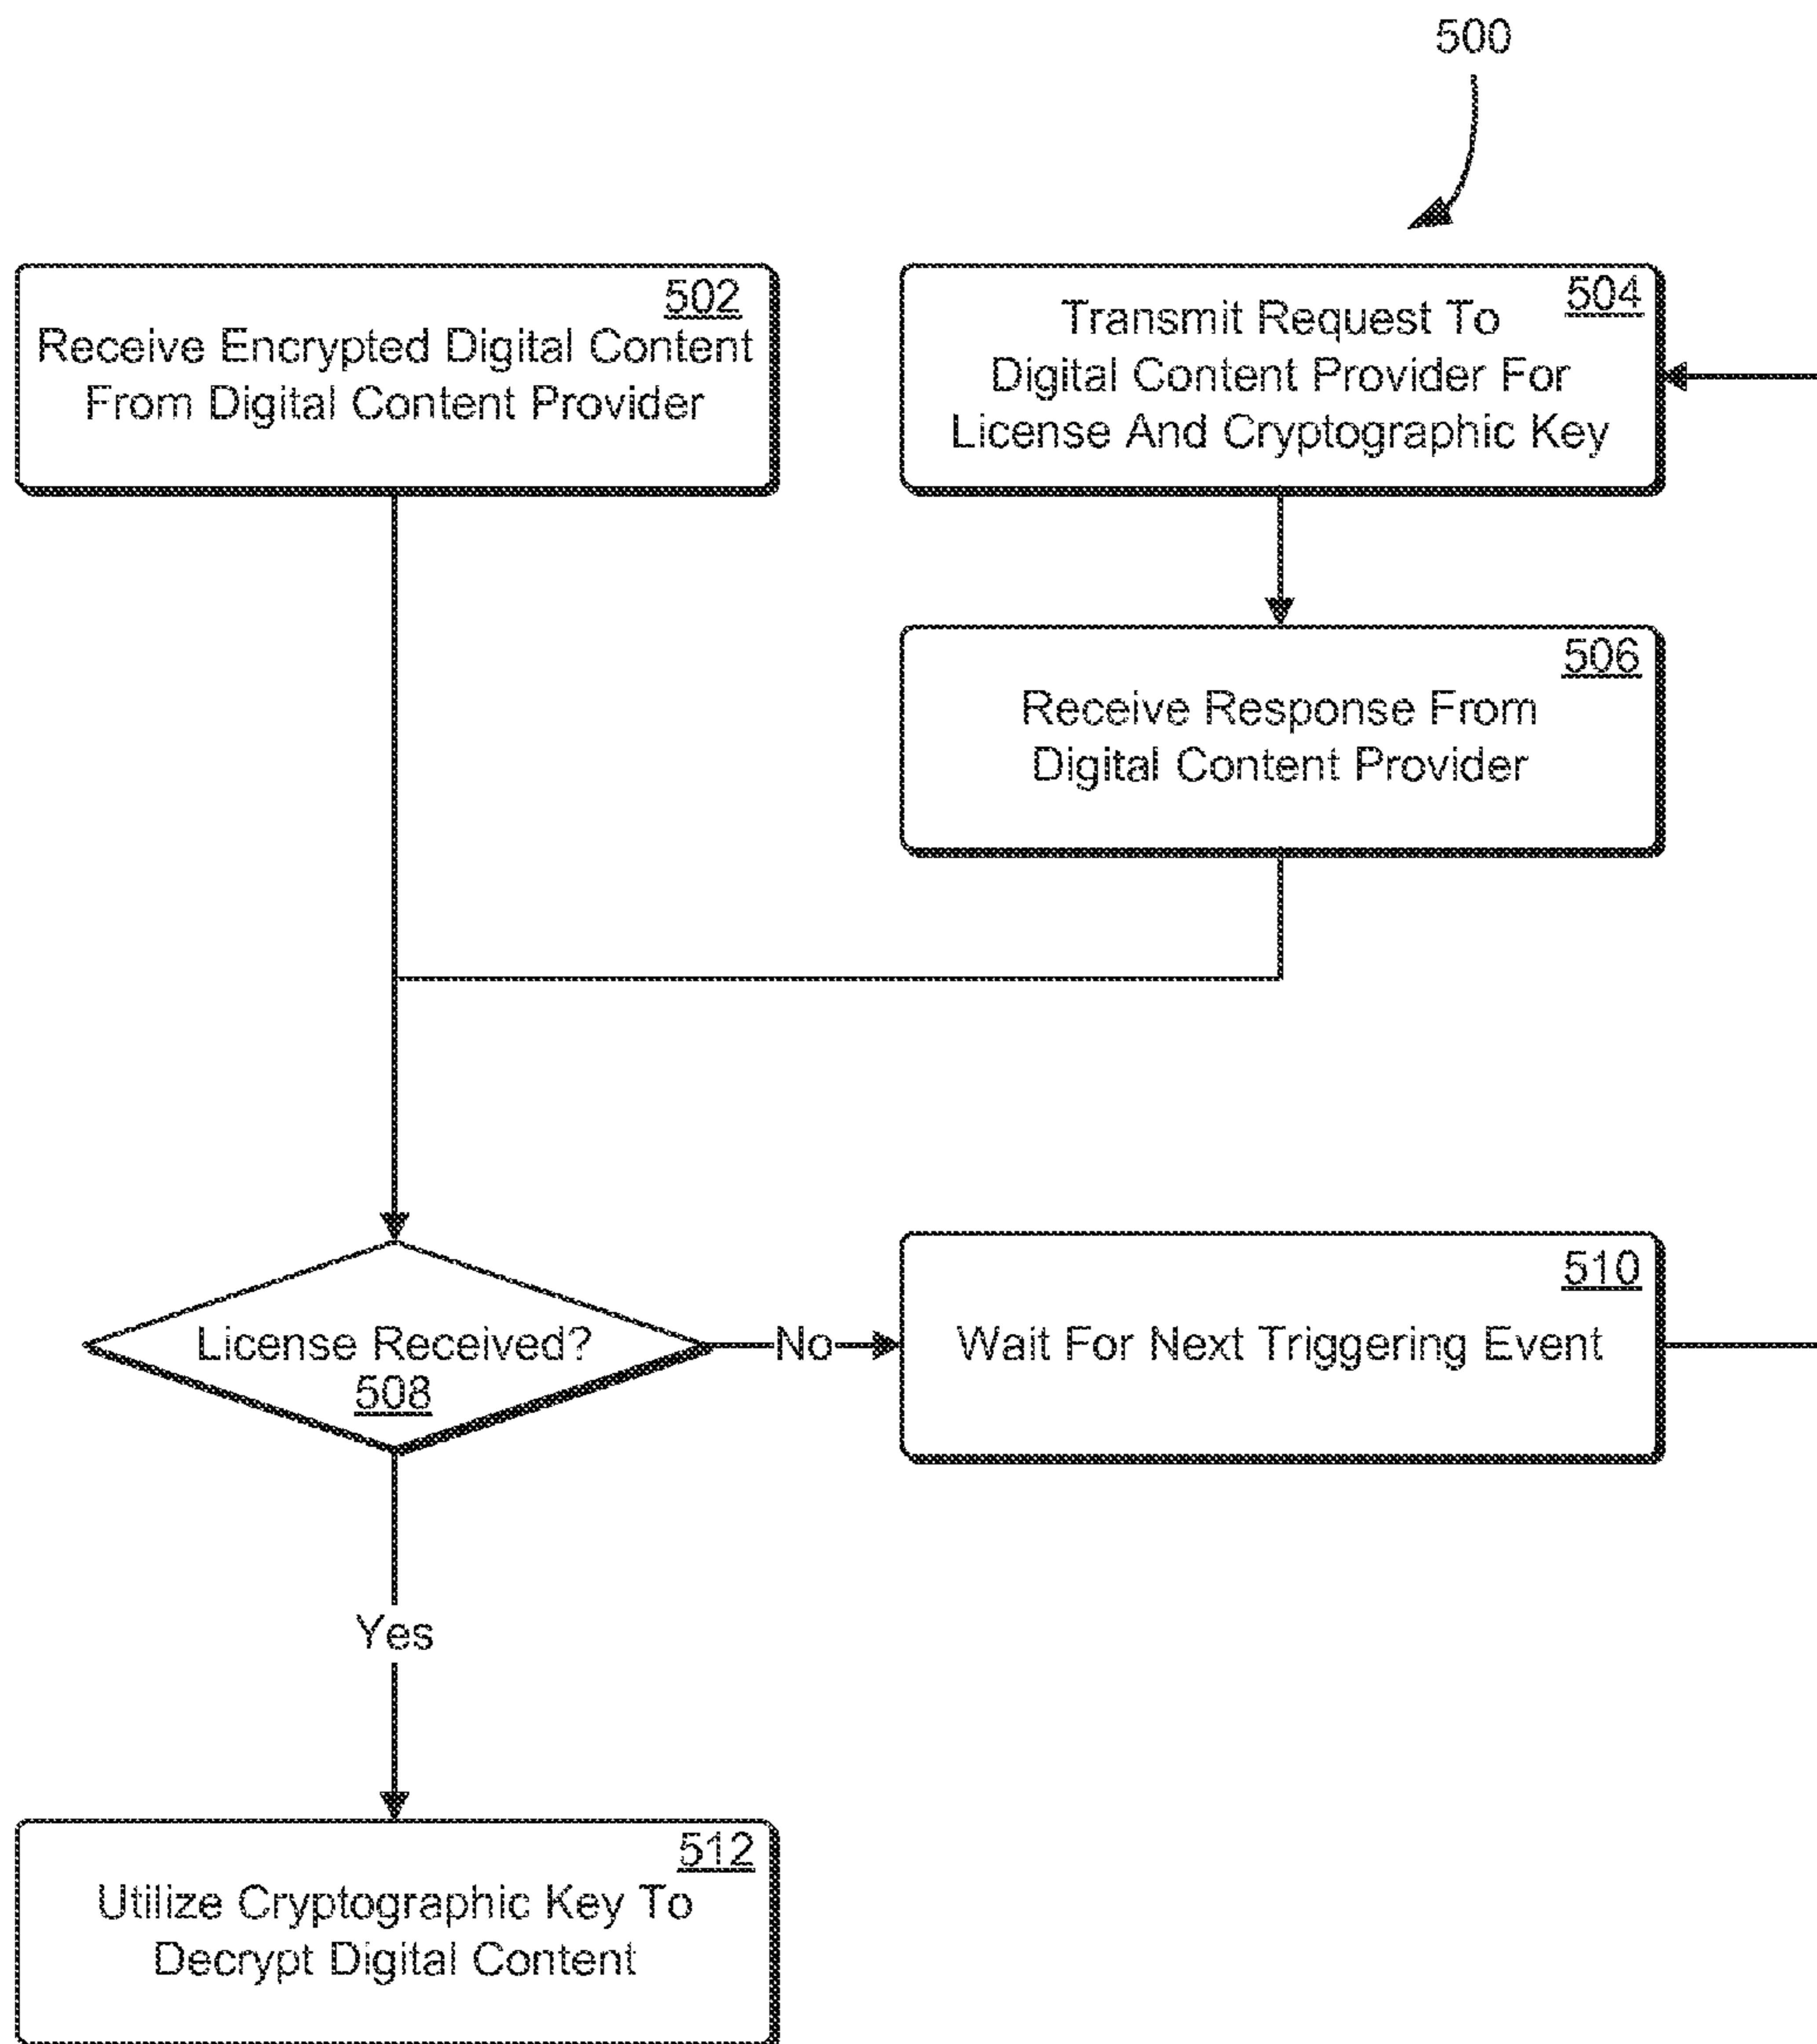 500
502
Receive Encrypted Digital Content
From Digital Content Provider
504
Transmit Request To
Digital Content Provider For
License And Cryptographic Key
506
Receive Response From
Digital Content Provider
License Received?
508
No
510
Wait For Next Triggering Event
Yes
512
Utilize Cryptographic Key To
Decrypt Digital Content